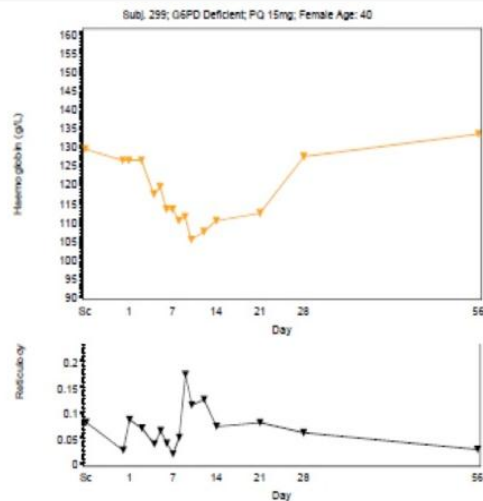 Subj. 299; G6PD Deficient; PQ 15mg; Female Age: 40
Haemoglobin (g/L)
160
155
150
145
140
135
130
125
120
115
110
105
100
95
90
Sc 1 7 14 21 28 56
Day
Reticulocy
0.2
0.15
0.1
0.05
0
Sc 1 7 14 21 28 56
Day